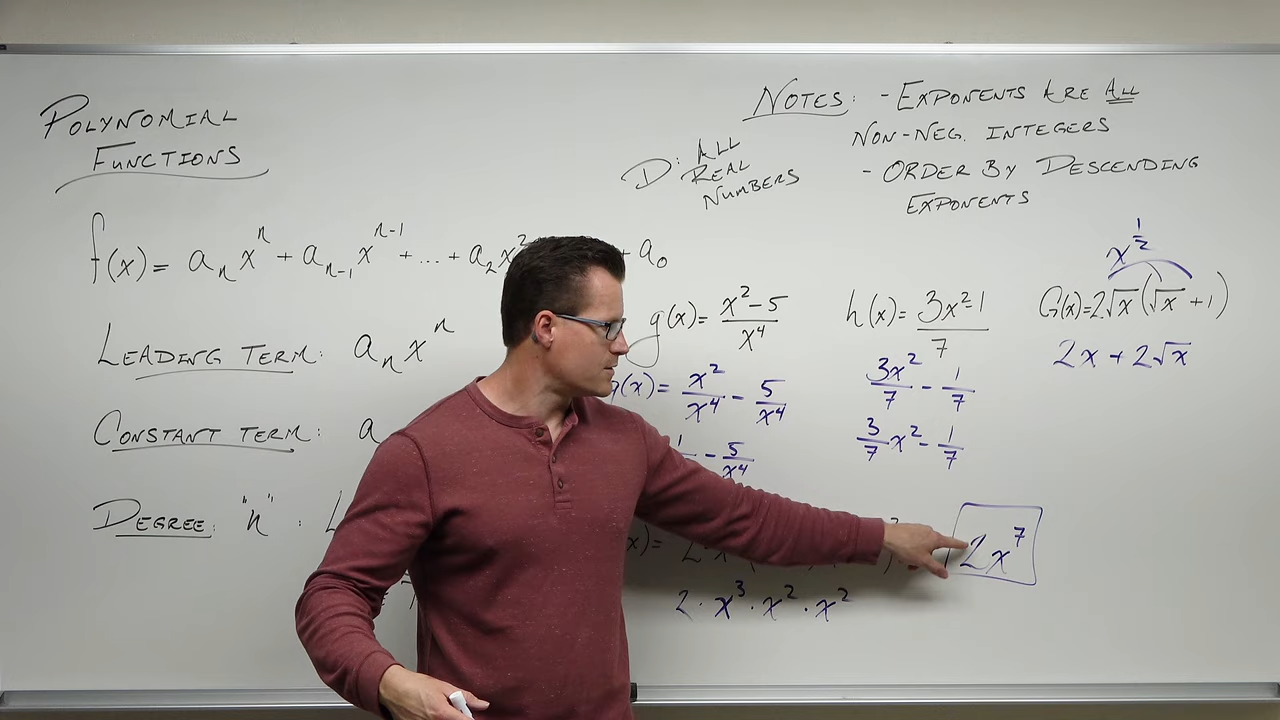 POLYNOMIAL
FUNCTIONS
f(x) = aₙxⁿ + aₙ₋₁xⁿ⁻¹ + ... + a₂x² + a₀
LEADING TERM: aₙxⁿ
CONSTANT TERM: a
DEGREE: "n" :
NOTES: - EXPONENTS ARE ALL
NON-NEG. INTEGERS
- ORDER BY DESCENDING
EXPONENTS
D: ALL
REAL
NUMBERS
g(x) = (x²-5)/x⁴
g(x) = x²/x⁴ - 5/x⁴
- 5/x⁴
h(x) = (3x²-1)/7
3x²/7 - 1/7
3/7 x² - 1/7
x^(1/2)
G(x) = 2√x(√x + 1)
2x + 2√x
2x⁷
2 · x³ · x² · x²